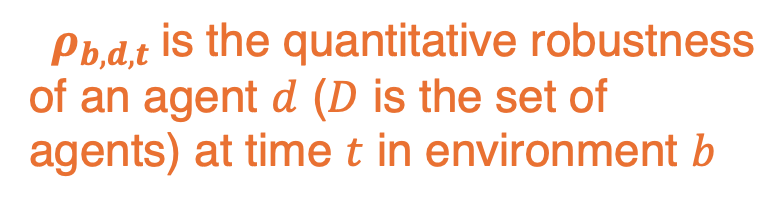 ρb,d,t is the quantitative robustness
of an agent d (D is the set of
agents) at time t in environment b